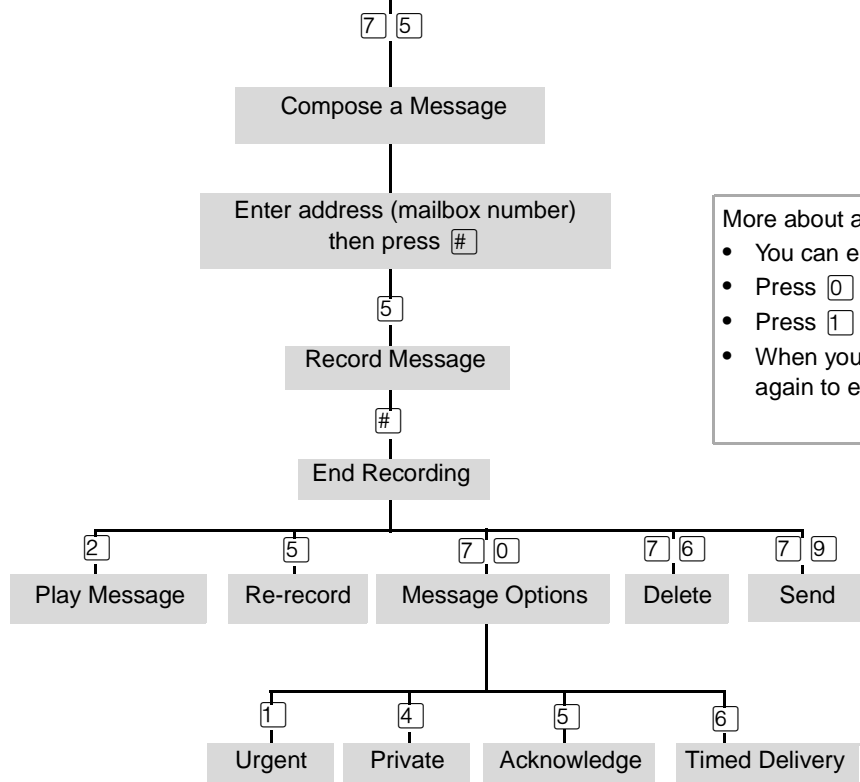 7 5
Compose a Message
Enter address (mailbox number)
then press #
5
Record Message
#
End Recording
More about a
• You can e
• Press 0
• Press 1
• When you
again to e
2 5 7 0 7 6 7 9
Play Message Re-record Message Options Delete Send
1 4 5 6
Urgent Private Acknowledge Timed Delivery